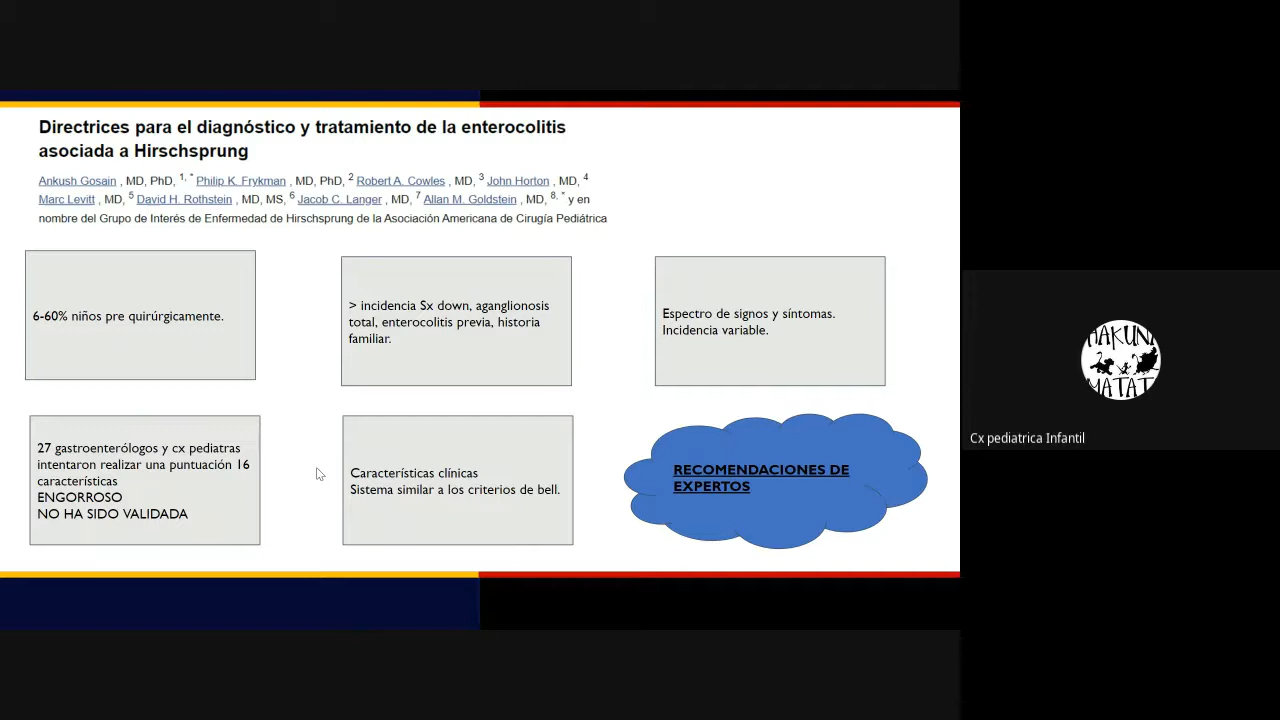 Directrices para el diagnóstico y tratamiento de la enterocolitis
asociada a Hirschsprung
Ankush Gosain , MD, PhD, 1, * Philip K. Frykman , MD, PhD, 2 Robert A. Cowles , MD, 3 John Horton , MD, 4
Marc Levitt , MD, 5 David H. Rothstein , MD, MS, 6 Jacob C. Langer , MD, 7 Allan M. Goldstein , MD, 8, * y en
nombre del Grupo de Interés de Enfermedad de Hirschsprung de la Asociación Americana de Cirugía Pediátrica
6-60% niños pre quirúrgicamente.
> incidencia Sx down, aganglionosis
total, enterocolitis previa, historia
familiar.
Espectro de signos y síntomas.
Incidencia variable.
27 gastroenterólogos y cx pediatras
intentaron realizar una puntuación 16
características
ENGORROSO
NO HA SIDO VALIDADA
Características clínicas
Sistema similar a los criterios de bell.
RECOMENDACIONES DE
EXPERTOS
HAKUNA
MATAT
Cx pediatrica Infantil